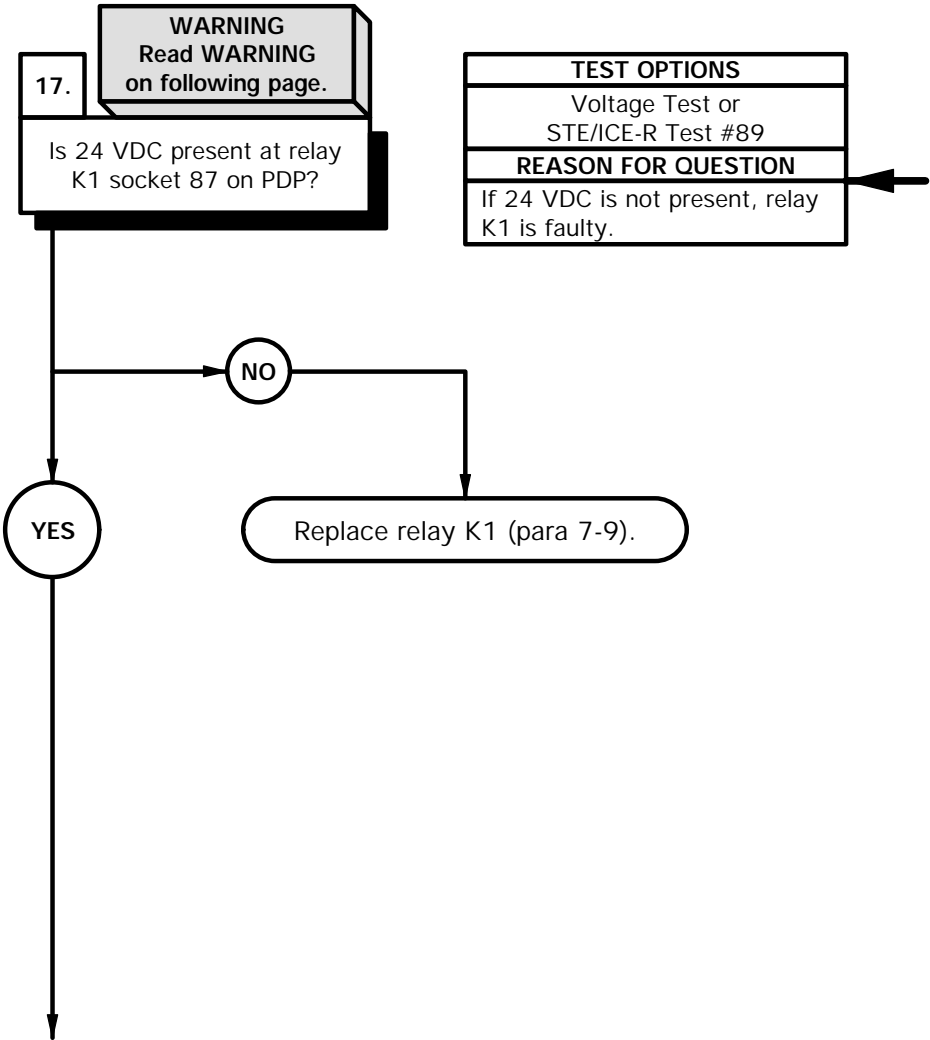 WARNING
Read WARNING
on following page.
17.
Is 24 VDC present at relay
K1 socket 87 on PDP?
TEST OPTIONS
Voltage Test or
STE/ICE-R Test #89
REASON FOR QUESTION
If 24 VDC is not present, relay
K1 is faulty.
NO
YES
Replace relay K1 (para 7-9).